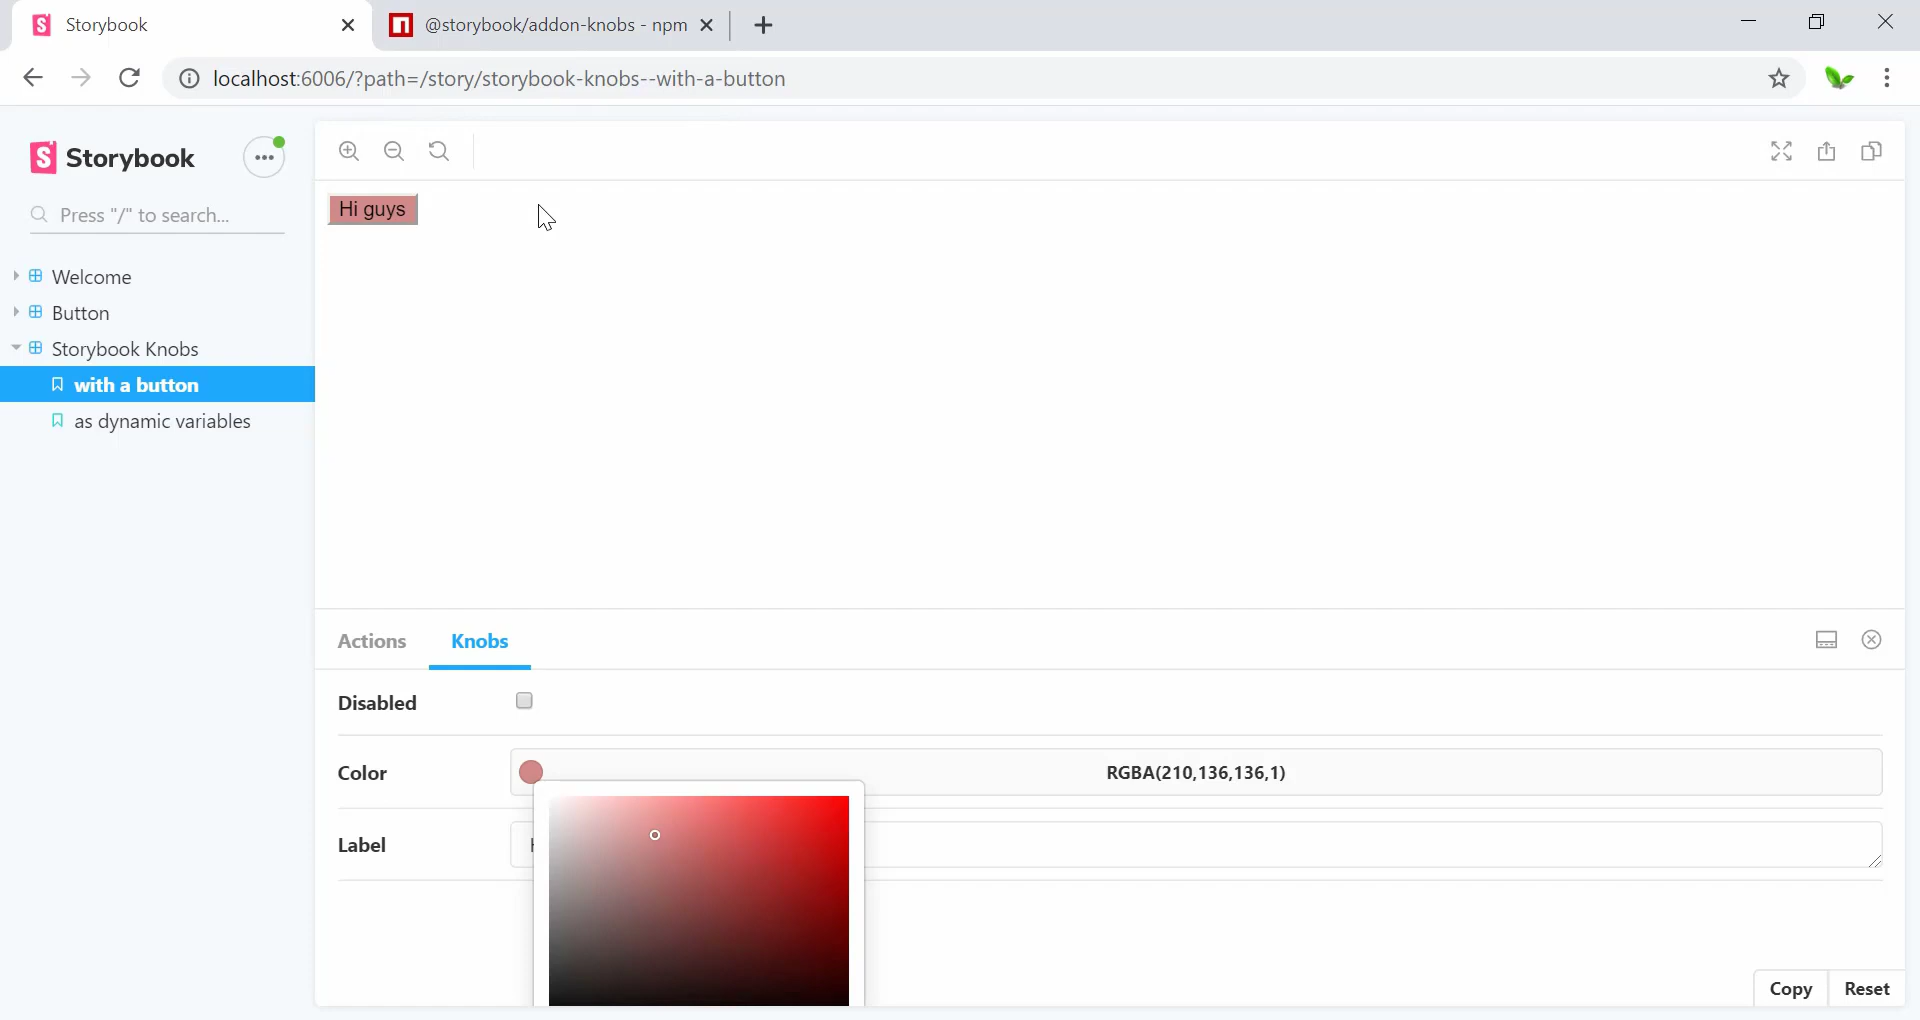 Storybook
@storybook/addon-knobs - npm
localhost:6006/?path=/story/storybook-knobs--with-a-button
Storybook
Press "/" to search...
Welcome
Button
Storybook Knobs
with a button
as dynamic variables
Hi guys
Actions
Knobs
Disabled
Color
RGBA(210,136,136,1)
Label
Copy
Reset